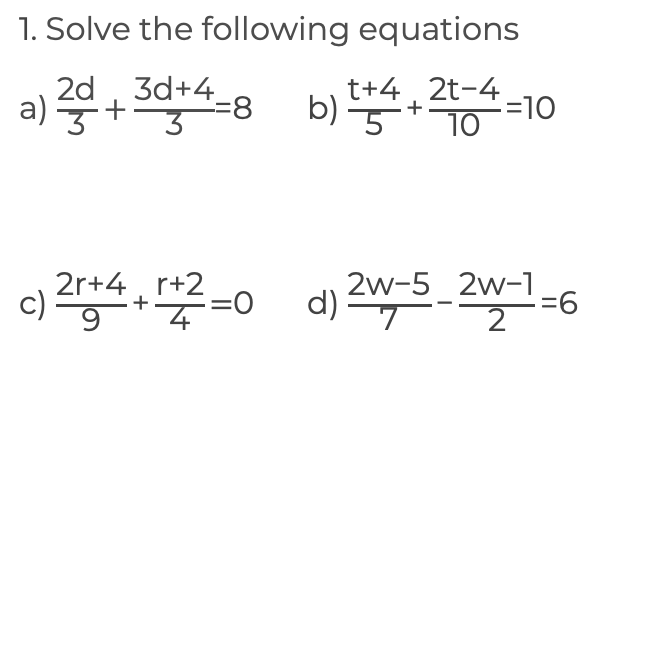 1. Solve the following equations
a) 2d/3 + 3d+4/3 =8 b) t+4/5 + 2t−4/10 =10
c) 2r+4/9 + r+2/4 =0 d) 2w−5/7 − 2w−1/2 =6